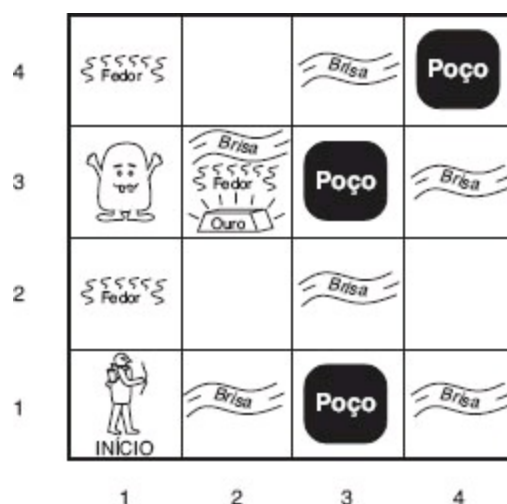 4
Fedor
Brisa
Poço
3
Brisa
Fedor
Ouro
Poço
Brisa
2
Fedor
Brisa
1
INÍCIO
Brisa
Poço
Brisa
1 2 3 4